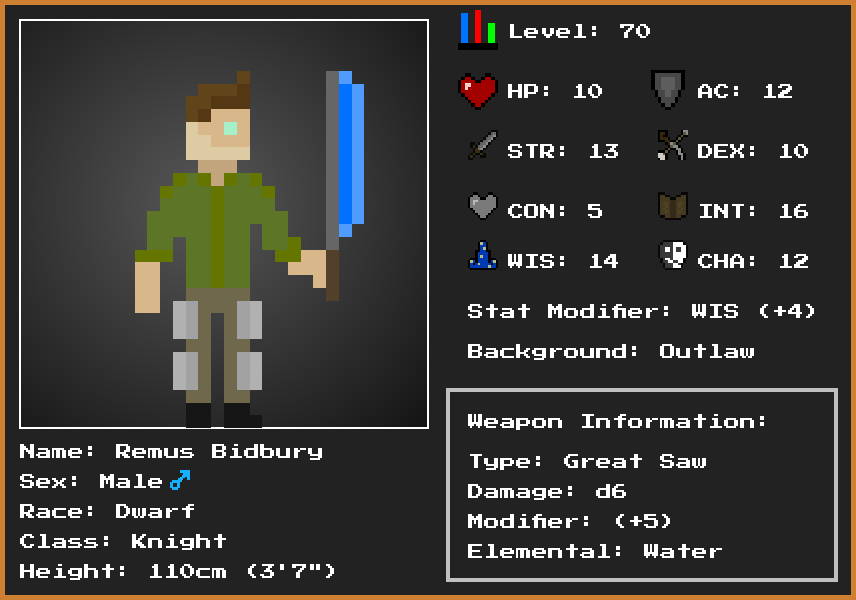 Level: 70
HP: 10 AC: 12
STR: 13 DEX: 10
CON: 5 INT: 16
WIS: 14 CHA: 12
Stat Modifier: WIS (+4)
Background: Outlaw
Weapon Information:
Type: Great Saw
Damage: d6
Modifier: (+5)
Elemental: Water
Name: Remus Bidbury
Sex: Male♂
Race: Dwarf
Class: Knight
Height: 110cm (3'7")